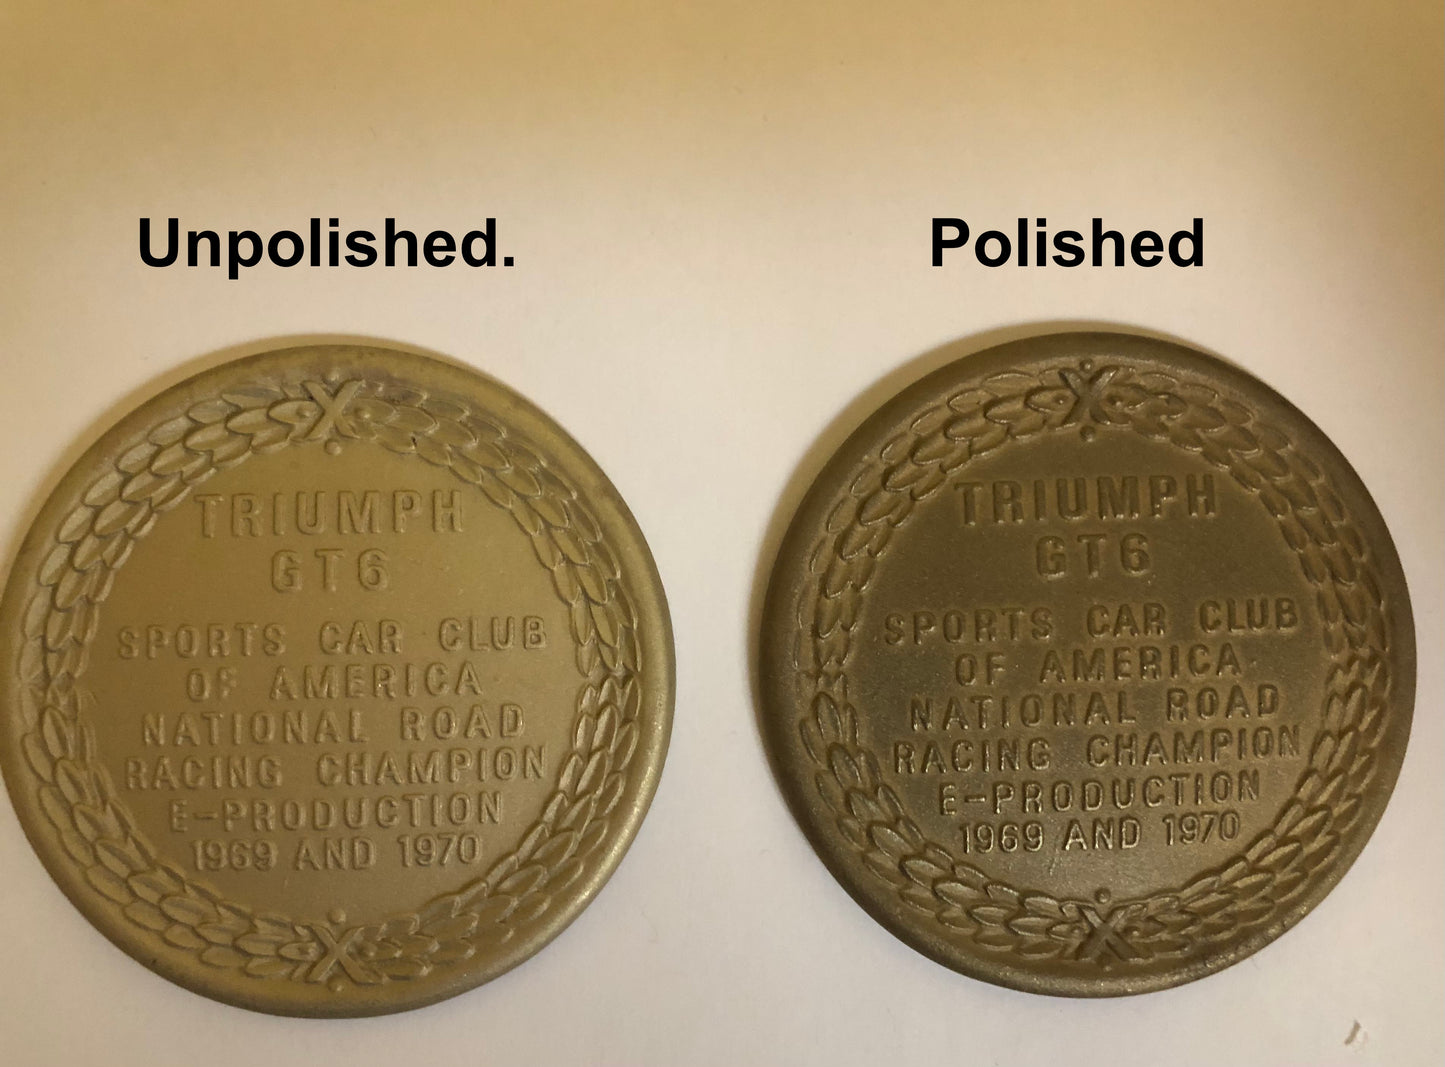 Unpolished.
Polished
TRIUMPH
GT6
SPORTS CAR CLUB
OF AMERICA
NATIONAL ROAD
RACING CHAMPION
E-PRODUCTION
1969 AND 1970
TRIUMPH
GT6
SPORTS CAR CLUB
OF AMERICA
NATIONAL ROAD
RACING CHAMPION
E-PRODUCTION
1969 AND 1970